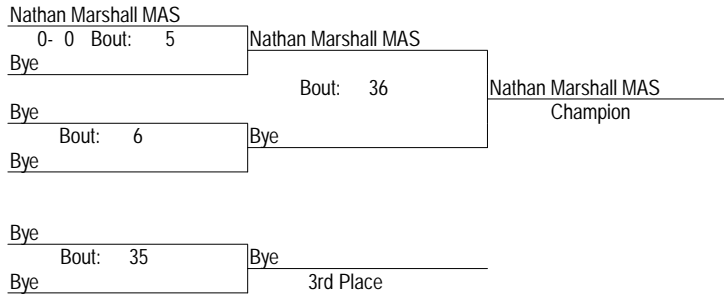 Nathan Marshall MAS
0- 0 Bout: 5
Nathan Marshall MAS
Bye
Bout: 36
Nathan Marshall MAS
Bye
Champion
Bout: 6
Bye
Bye
Bye
Bout: 35
Bye
Bye
3rd Place